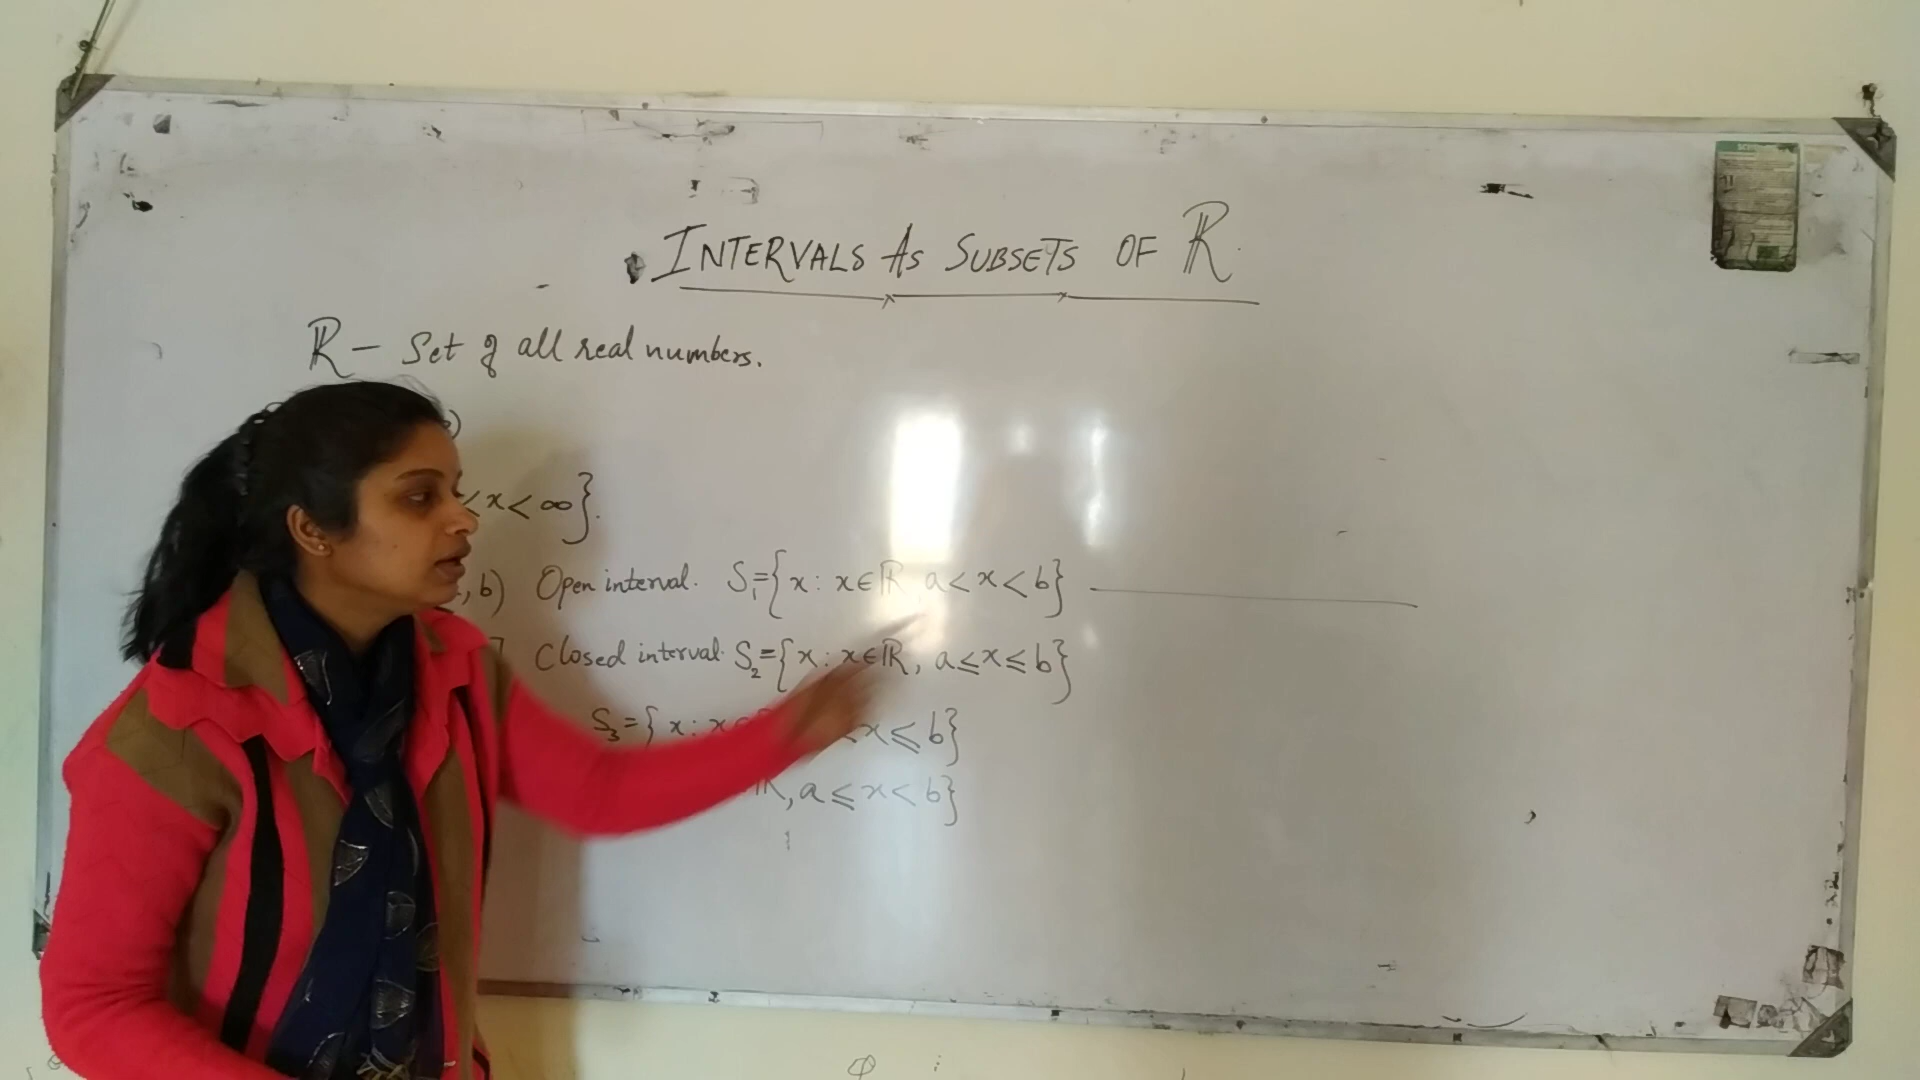 INTERVALS AS SUBSETS OF ℝ.
ℝ – Set of all real numbers.
< x < ∞}.
, b) Open interval. S₁={x : x∈ℝ a < x < b}
] Closed interval. S₂={x : x∈ℝ, a ≤ x ≤ b}
S₃={x : x x ≤ b}
ℝ, a ≤ x < b}